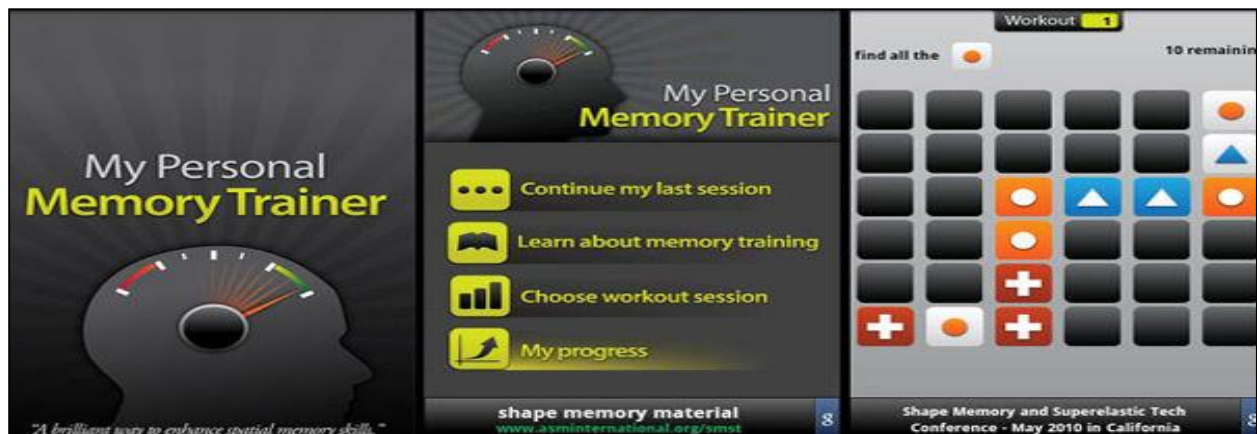 My Personal
Memory Trainer
"A brilliant way to enhance spatial memory skills."
My Personal
Memory Trainer
Continue my last session
Learn about memory training
Choose workout session
My progress
shape memory material
www.asminternational.org/smst
g
Workout 1
find all the
10 remainin
Shape Memory and Superelastic Tech
Conference - May 2010 in California
g